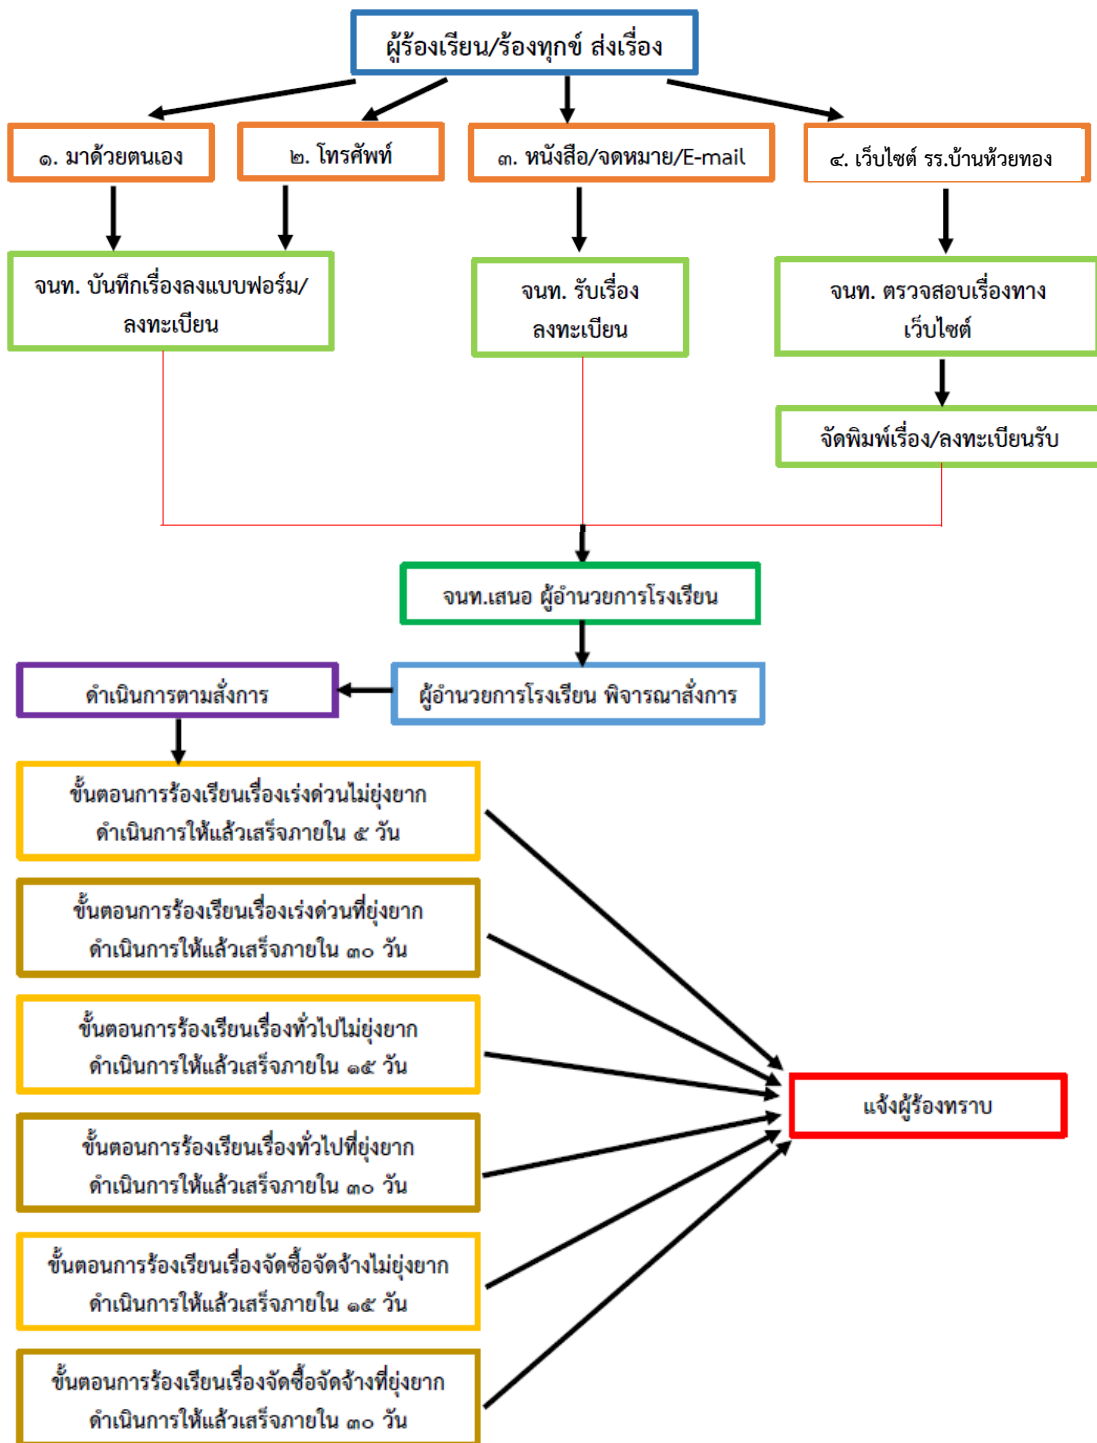 ผู้ร้องเรียน/ร้องทุกข์ ส่งเรื่อง
๑. มาด้วยตนเอง
๒. โทรศัพท์
๓. หนังสือ/จดหมาย/E-mail
๔. เว็บไซต์ รร.บ้านห้วยทอง
จนท. บันทึกเรื่องลงแบบฟอร์ม/
ลงทะเบียน
จนท. รับเรื่อง
ลงทะเบียน
จนท. ตรวจสอบเรื่องทาง
เว็บไซต์
จัดพิมพ์เรื่อง/ลงทะเบียนรับ
จนท.เสนอ ผู้อำนวยการโรงเรียน
ผู้อำนวยการโรงเรียน พิจารณาสั่งการ
ดำเนินการตามสั่งการ
ขั้นตอนการร้องเรียนเรื่องเร่งด่วนไม่ยุ่งยาก
ดำเนินการให้แล้วเสร็จภายใน ๕ วัน
ขั้นตอนการร้องเรียนเรื่องเร่งด่วนที่ยุ่งยาก
ดำเนินการให้แล้วเสร็จภายใน ๓๐ วัน
ขั้นตอนการร้องเรียนเรื่องทั่วไปไม่ยุ่งยาก
ดำเนินการให้แล้วเสร็จภายใน ๑๕ วัน
ขั้นตอนการร้องเรียนเรื่องทั่วไปที่ยุ่งยาก
ดำเนินการให้แล้วเสร็จภายใน ๓๐ วัน
ขั้นตอนการร้องเรียนเรื่องจัดซื้อจัดจ้างไม่ยุ่งยาก
ดำเนินการให้แล้วเสร็จภายใน ๑๕ วัน
ขั้นตอนการร้องเรียนเรื่องจัดซื้อจัดจ้างที่ยุ่งยาก
ดำเนินการให้แล้วเสร็จภายใน ๓๐ วัน
แจ้งผู้ร้องทราบ